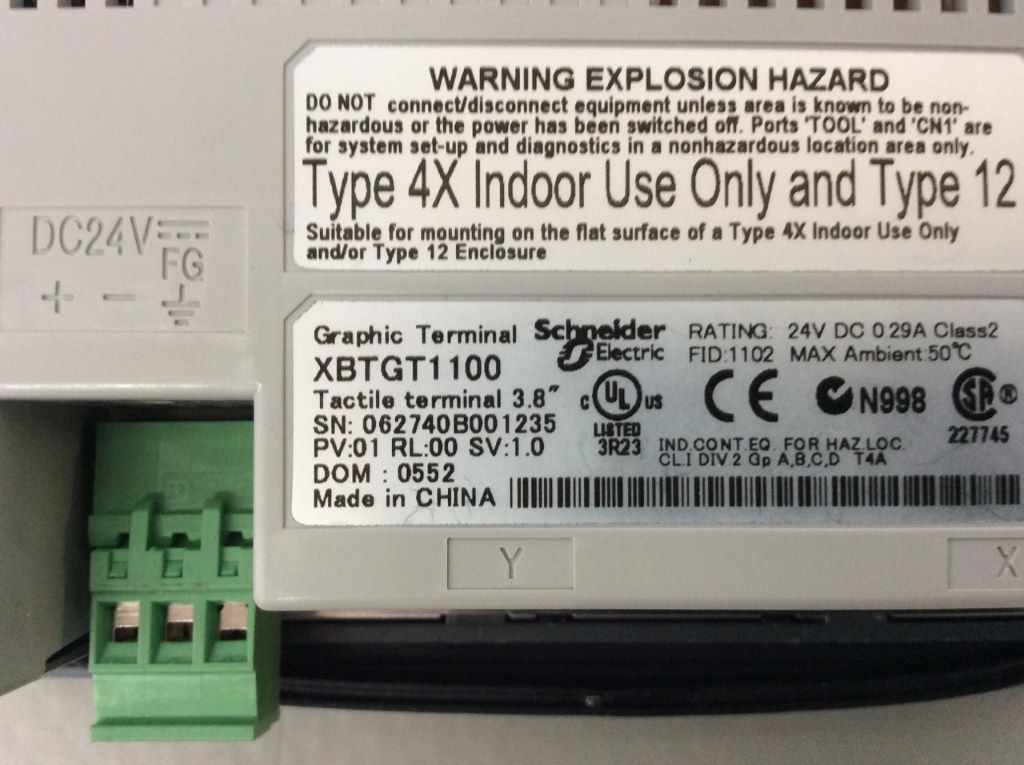 WARNING EXPLOSION HAZARD
DO NOT connect/disconnect equipment unless area is known to be non-
hazardous or the power has been switched off. Ports 'TOOL' and 'CN1' are
for system set-up and diagnostics in a nonhazardous location area only.
Type 4X Indoor Use Only and Type 12
Suitable for mounting on the flat surface of a Type 4X Indoor Use Only
and/or Type 12 Enclosure
DC24V
FG
+ −
Graphic Terminal
XBTGT1100
Tactile terminal 3.8"
SN: 062740B001235
PV:01 RL:00 SV:1.0
DOM : 0552
Made in CHINA
Schneider
Electric
RATING: 24V DC 0.29A Class2
FID:1102 MAX Ambient 50℃
c UL US
LISTED
3R23
CE
N998
SA ®
227745
IND.CONT.EQ. FOR HAZ.LOC.
CL.I DIV.2 Gp A,B,C,D T4A
Y
X